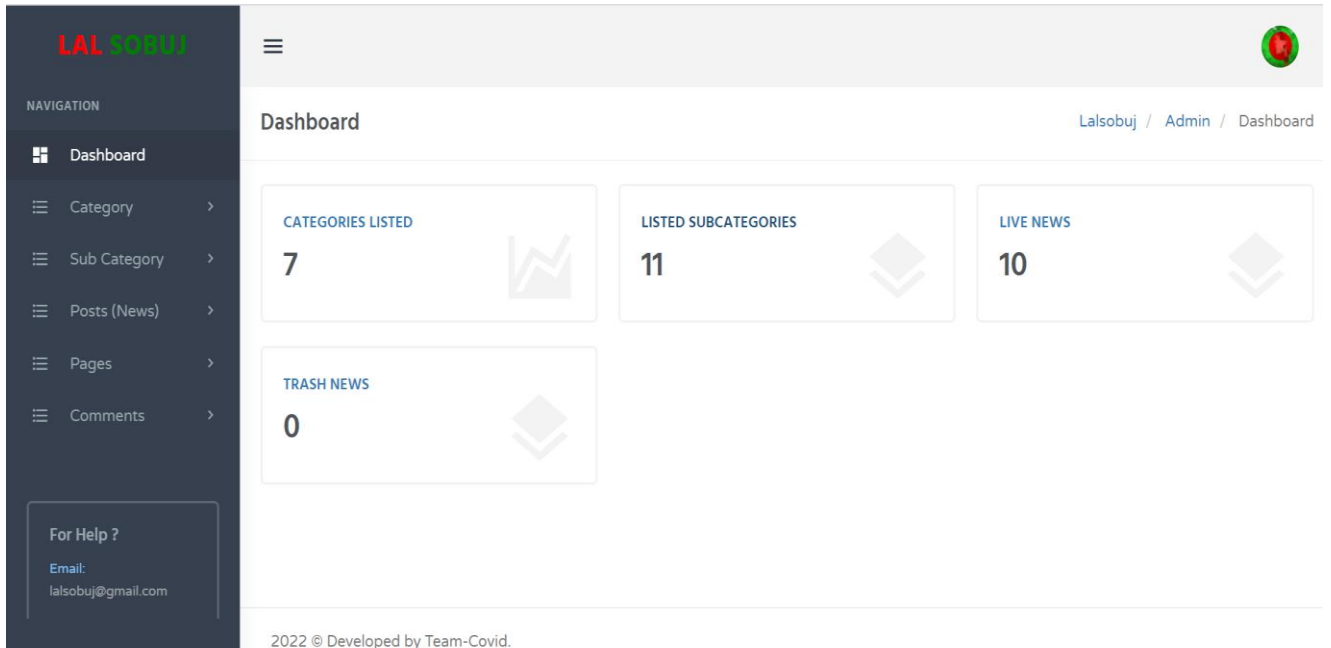 LAL SOBUJ
NAVIGATION
Dashboard
Category
Sub Category
Posts (News)
Pages
Comments
For Help ?
Email:
lalsobuj@gmail.com
Dashboard
Lalsobuj / Admin / Dashboard
CATEGORIES LISTED
7
LISTED SUBCATEGORIES
11
LIVE NEWS
10
TRASH NEWS
0
2022 © Developed by Team-Covid.